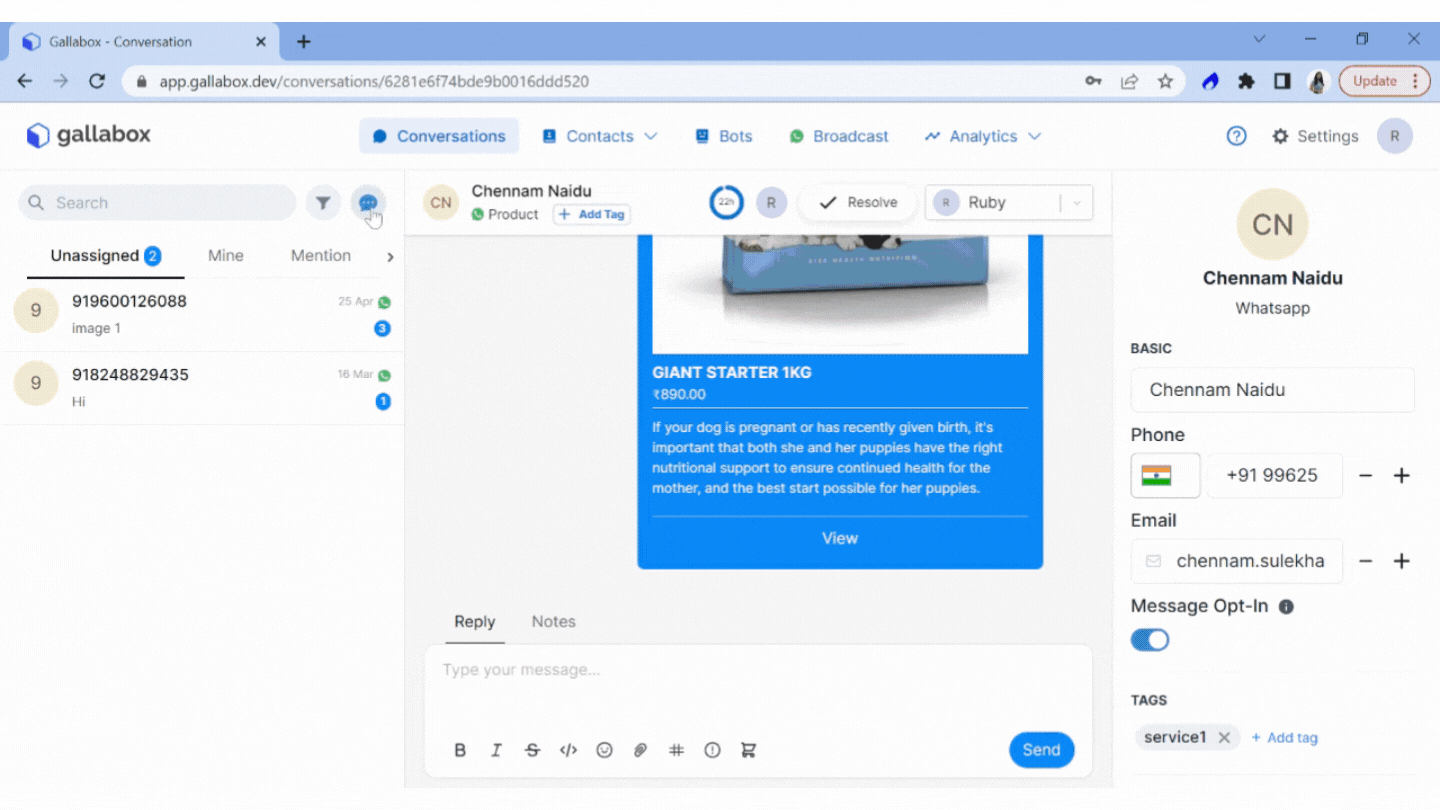 Gallabox - Conversation
app.gallabox.dev/conversations/6281e6f74bde9b0016ddd520
Update
gallabox
Conversations
Contacts
Bots
Broadcast
Analytics
Settings
R
Search
Unassigned 2
Mine
Mention
9
919600126088
25 Apr
image 1
3
9
918248829435
16 Mar
Hi
1
CN
Chennam Naidu
Product
+ Add Tag
22h
R
Resolve
R
Ruby
SIZE HEALTH NUTRITION
GIANT STARTER 1KG
₹890.00
If your dog is pregnant or has recently given birth, it's
important that both she and her puppies have the right
nutritional support to ensure continued health for the
mother, and the best start possible for her puppies.
View
Reply
Notes
Type your message...
Send
CN
Chennam Naidu
Whatsapp
BASIC
Chennam Naidu
Phone
+91 99625
Email
chennam.sulekha
Message Opt-In
TAGS
service1
+ Add tag